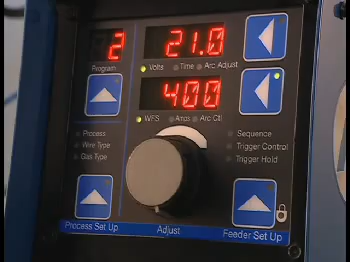 2 21.0
Program
Volts Time Arc Adjust
400
WFS Amps Arc Ctl
Process
Wire Type
Gas Type
Sequence
Trigger Control
Trigger Hold
Process Set Up Adjust Feeder Set Up